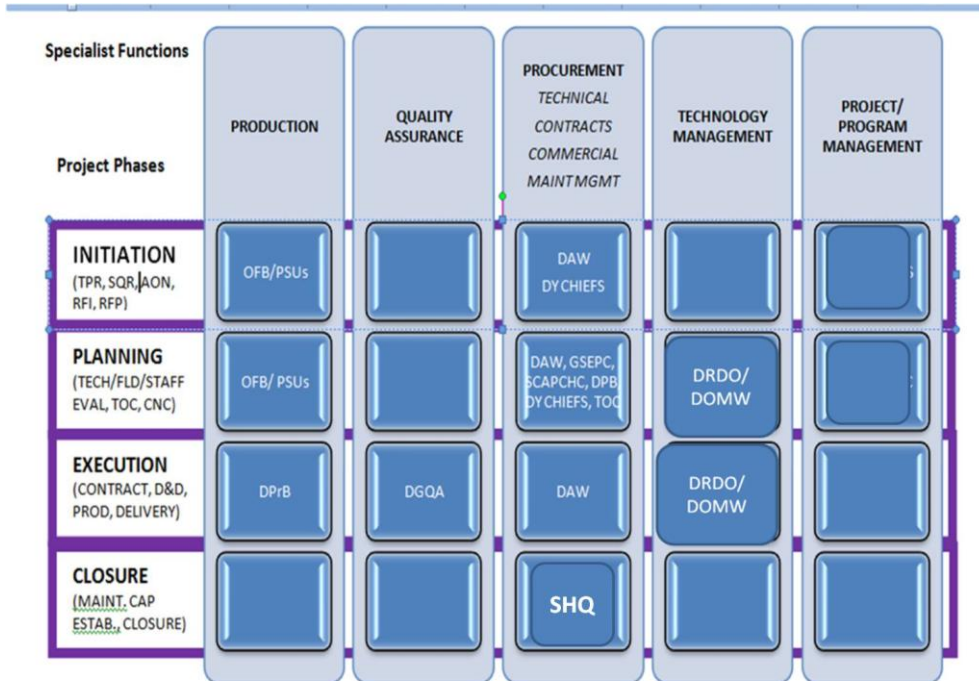 Specialist Functions
Project Phases
PRODUCTION
QUALITY
ASSURANCE
PROCUREMENT
TECHNICAL
CONTRACTS
COMMERCIAL
MAINT MGMT
TECHNOLOGY
MANAGEMENT
PROJECT/
PROGRAM
MANAGEMENT
INITIATION
(TPR, SQR, AON,
RFI, RFP)
OFB/PSUs
DAW
DY CHIEFS
PLANNING
(TECH/FLD/STAFF
EVAL, TOC, CNC)
OFB/ PSUs
DAW, GSEPC,
SCAPCHC, DPB,
DY CHIEFS, TOC
DRDO/
DOMW
EXECUTION
(CONTRACT, D&D,
PROD, DELIVERY)
DPrB
DGQA
DAW
DRDO/
DOMW
CLOSURE
(MAINT. CAP
ESTAB., CLOSURE)
SHQ